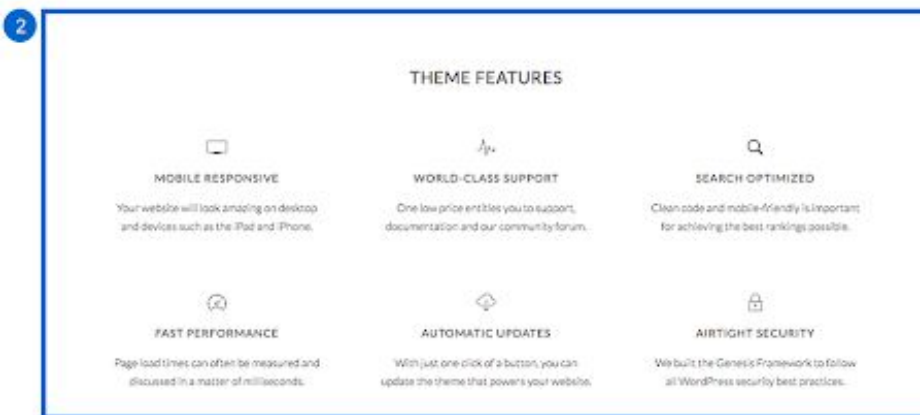 2
THEME FEATURES
MOBILE RESPONSIVE
Your website will look amazing on desktop
and devices such as the iPad and iPhone.
WORLD-CLASS SUPPORT
One low price entitles you to support,
documentation and our community forum.
SEARCH OPTIMIZED
Clean code and mobile-friendly is important
for achieving the best rankings possible.
FAST PERFORMANCE
Page load times can often be measured and
discussed in a matter of milliseconds.
AUTOMATIC UPDATES
With just one click of a button, you can
update the theme that powers your website.
AIRTIGHT SECURITY
We built the Genesis Framework to follow
all WordPress security best practices.